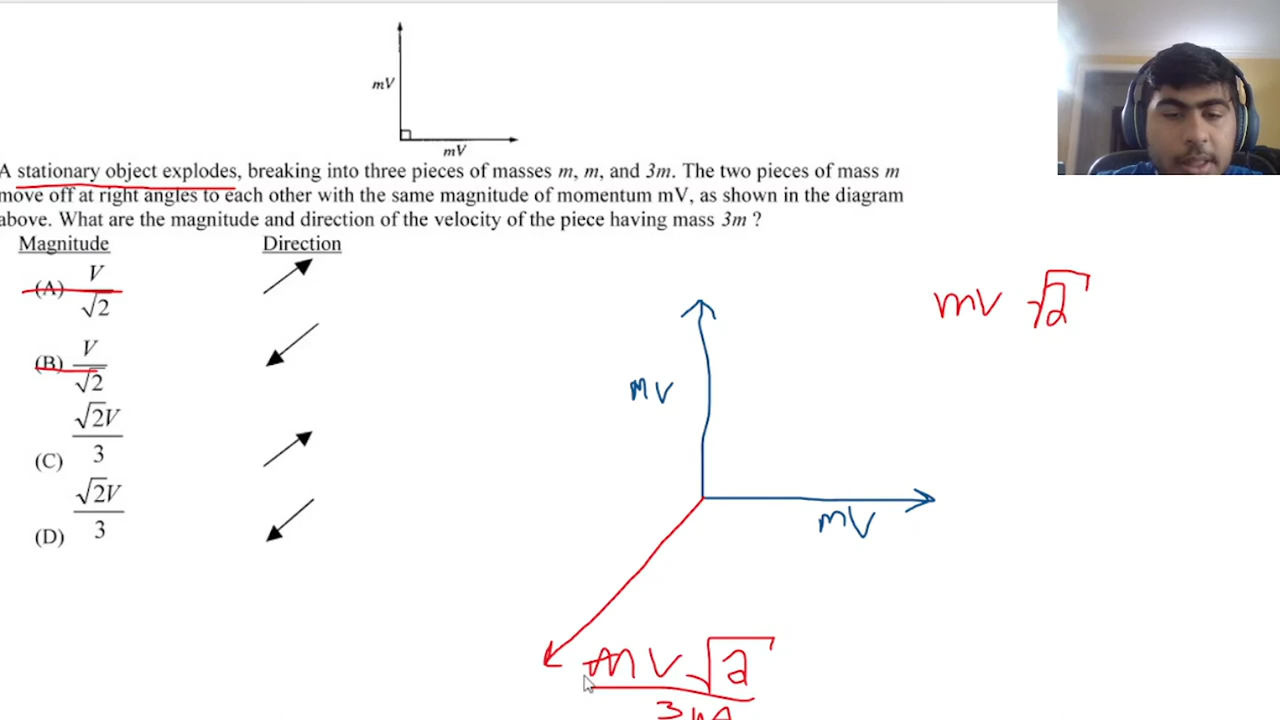 mV
mV
A stationary object explodes, breaking into three pieces of masses m, m, and 3m. The two pieces of mass m
move off at right angles to each other with the same magnitude of momentum mV, as shown in the diagram
above. What are the magnitude and direction of the velocity of the piece having mass 3m ?
Magnitude Direction
(A) V/√2
(B) V/√2
(C) √2V/3
(D) √2V/3
mv √2
mv
mv
mv√2
3m